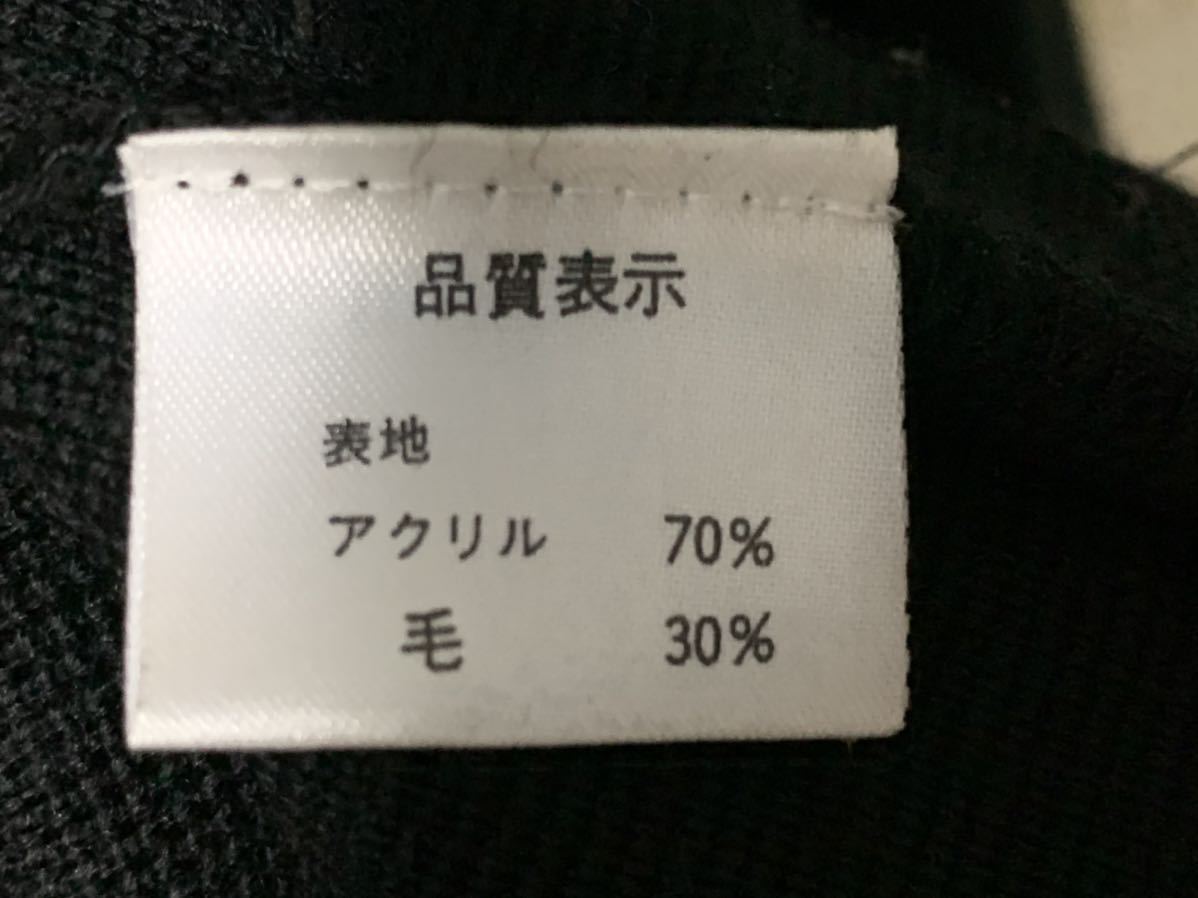 品質表示
表地
アクリル 70%
毛 30%